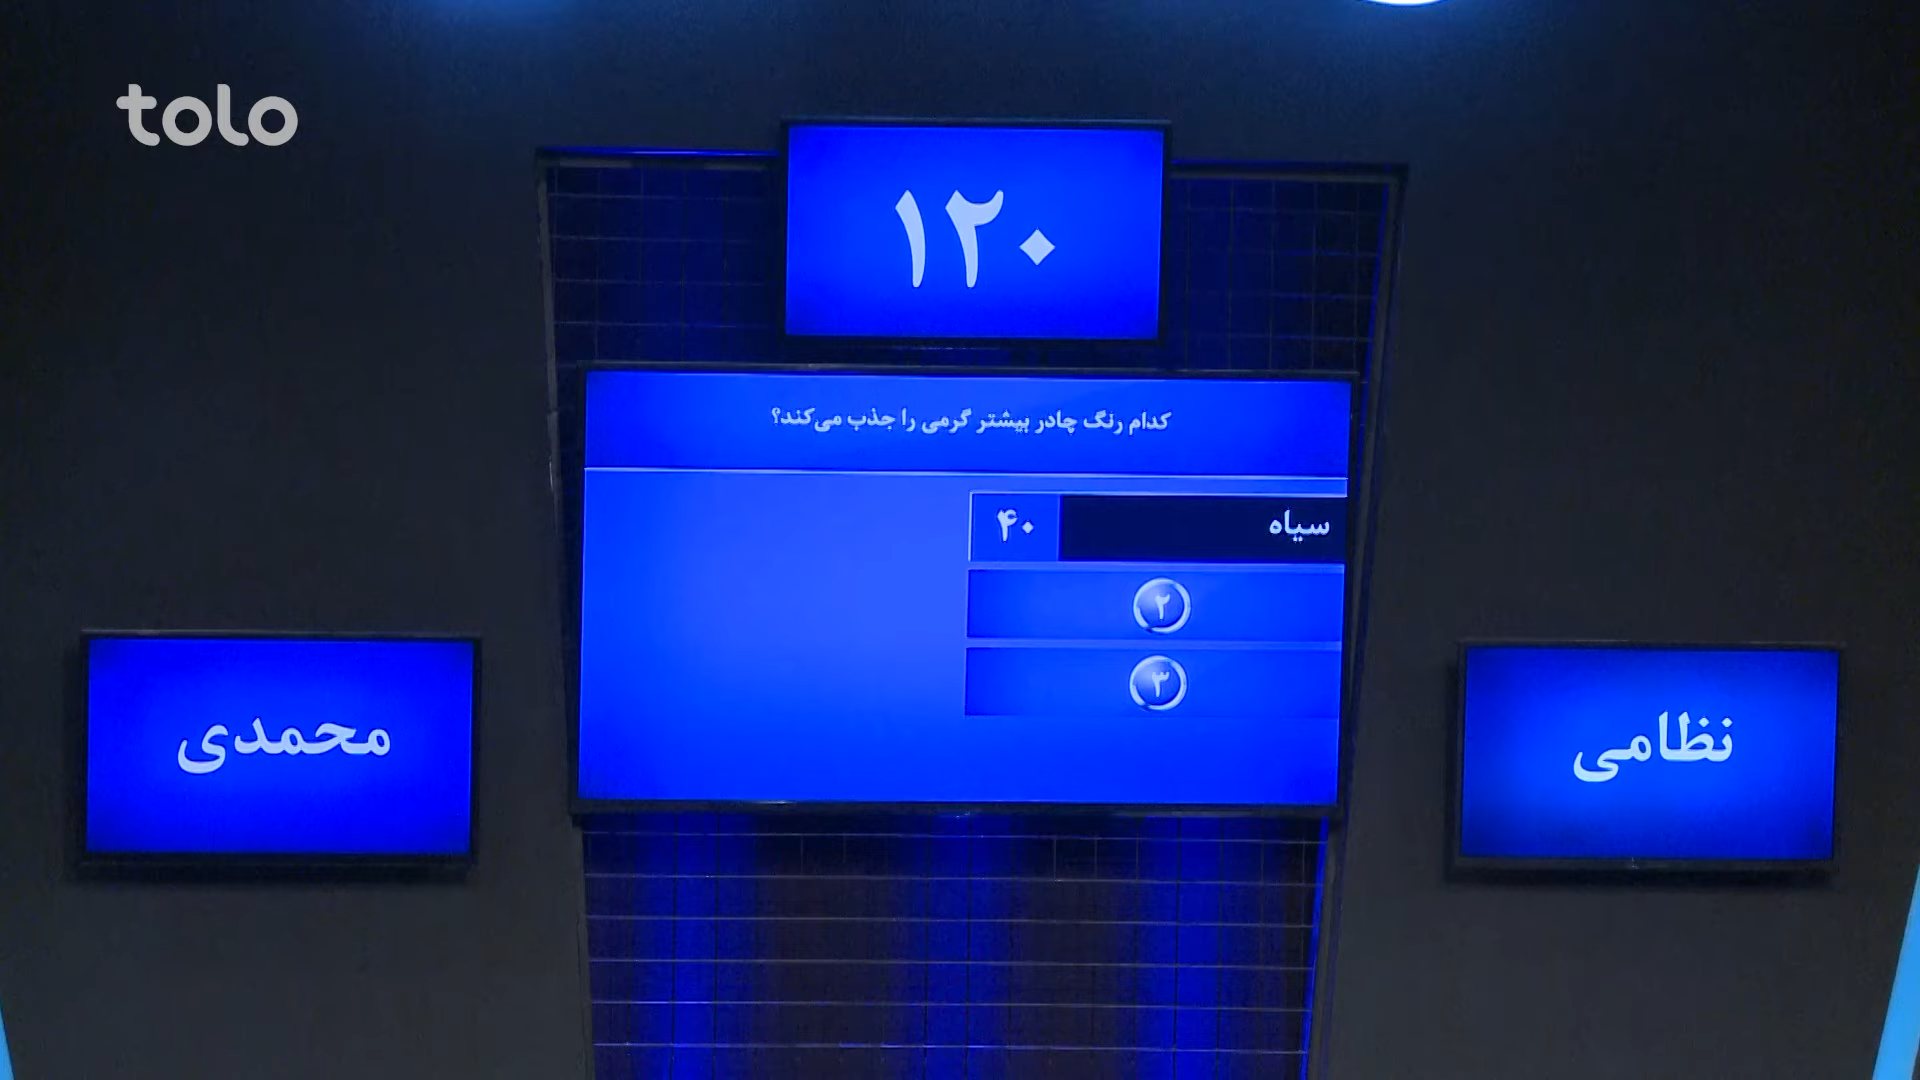 tolo
۱۲۰
کدام رنگ چادر بیشتر گرمی را جذب می‌کند؟
سیاه ۴۰
۲
۳
محمدی
نظامی